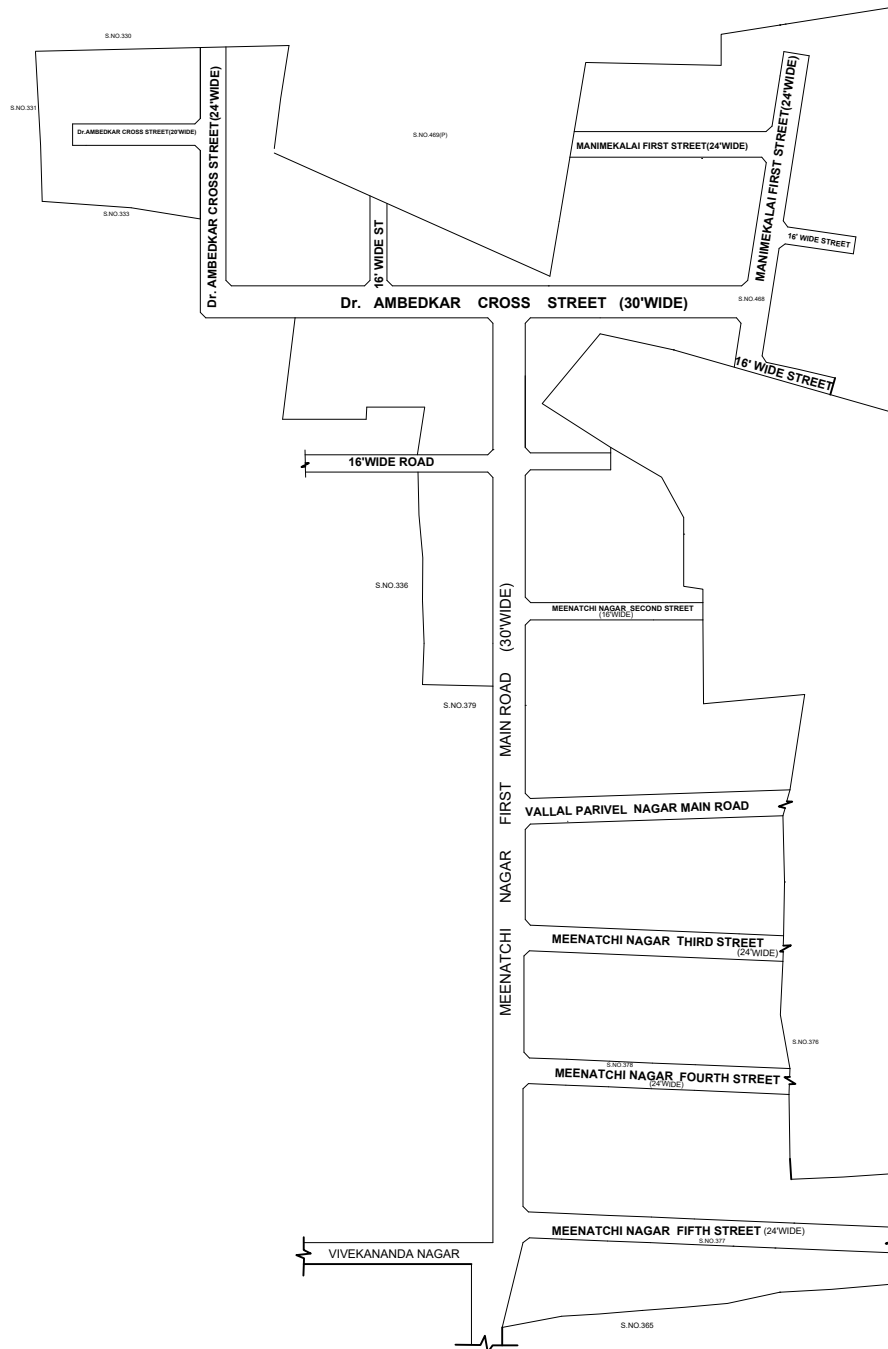 S.NO.330
S.NO.331
Dr.AMBEDKAR CROSS STREET(20'WIDE)
S.NO.333
Dr. AMBEDKAR CROSS STREET(24'WIDE)
S.NO.469(P)
MANIMEKALAI FIRST STREET(24'WIDE)
MANIMEKALAI FIRST STREET(24'WIDE)
16' WIDE STREET
16' WIDE ST
Dr. AMBEDKAR CROSS STREET (30'WIDE)
S.NO.468
16' WIDE STREET
16'WIDE ROAD
S.NO.336
MEENATCHI NAGAR SECOND STREET
(16'WIDE)
S.NO.379
MEENATCHI NAGAR FIRST MAIN ROAD (30'WIDE)
VALLAL PARIVEL NAGAR MAIN ROAD
MEENATCHI NAGAR THIRD STREET
(24'WIDE)
S.NO.376
S.NO.378
MEENATCHI NAGAR FOURTH STREET
(24'WIDE)
MEENATCHI NAGAR FIFTH STREET (24'WIDE)
S.NO.377
VIVEKANANDA NAGAR
S.NO.365